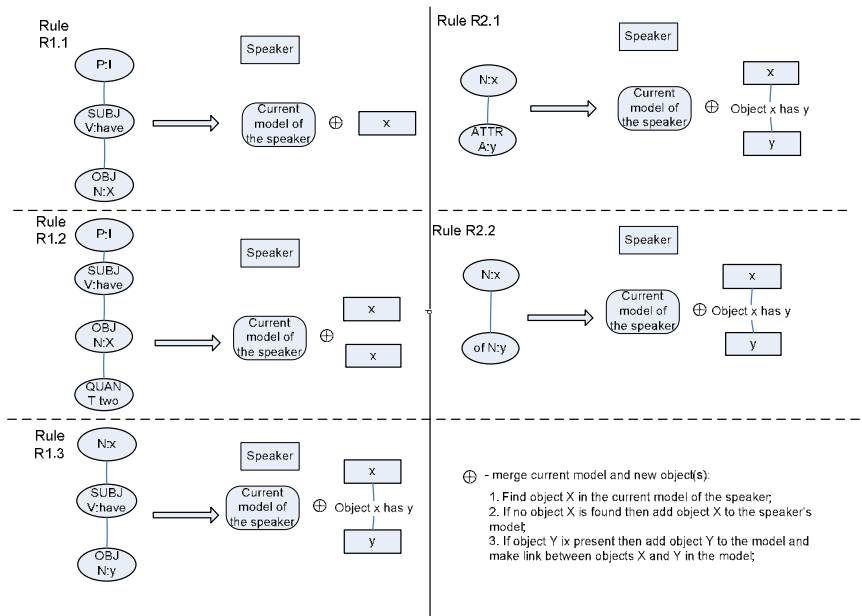 Rule
R1.1
P:I
SUBJ
V:have
OBJ
N:X
Speaker
Current
model of
the speaker
x
Rule R2.1
N:x
ATTR
A:y
Speaker
Current
model of
the speaker
x
Object x has y
y
Rule
R1.2
P:I
SUBJ
V:have
OBJ
N:X
QUAN
T two
Speaker
Current
model of
the speaker
x
x
Rule R2.2
N:x
of N:y
Speaker
Current
model of
the speaker
x
Object x has y
y
Rule
R1.3
N:x
SUBJ
V:have
OBJ
N:y
Speaker
Current
model of
the speaker
x
Object x has y
y
⊕ - merge current model and new object(s):
1. Find object X in the current model of the speaker;
2. If no object X is found then add object X to the speaker's
model;
3. If object Y ix present then add object Y to the model and
make link between objects X and Y in the model;